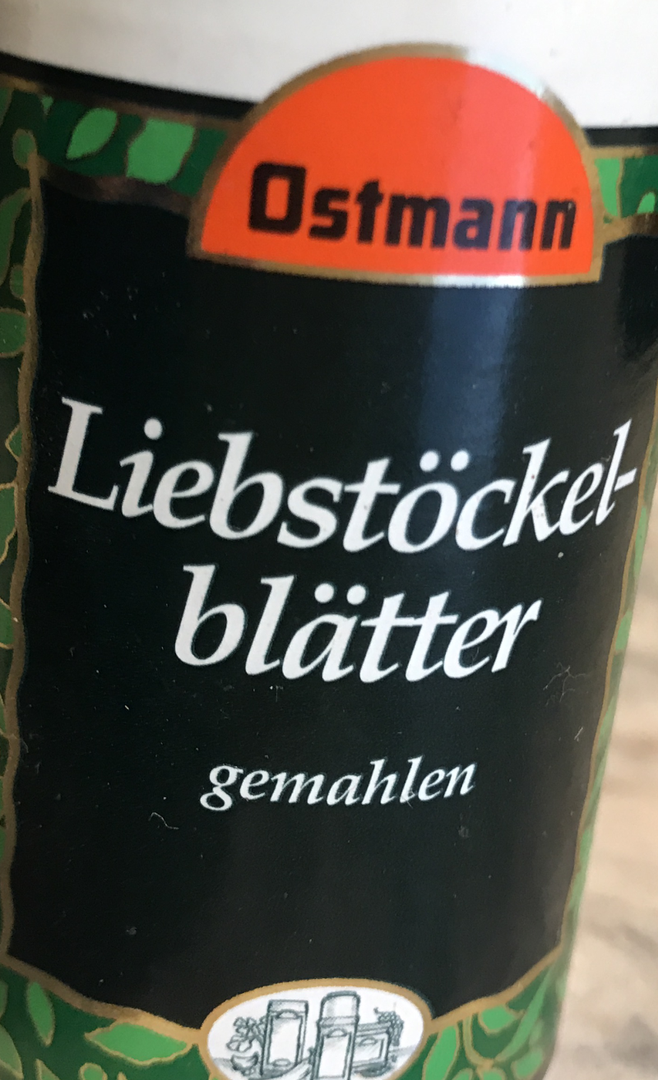 Ostmann
Liebstöckel-
blätter
gemahlen